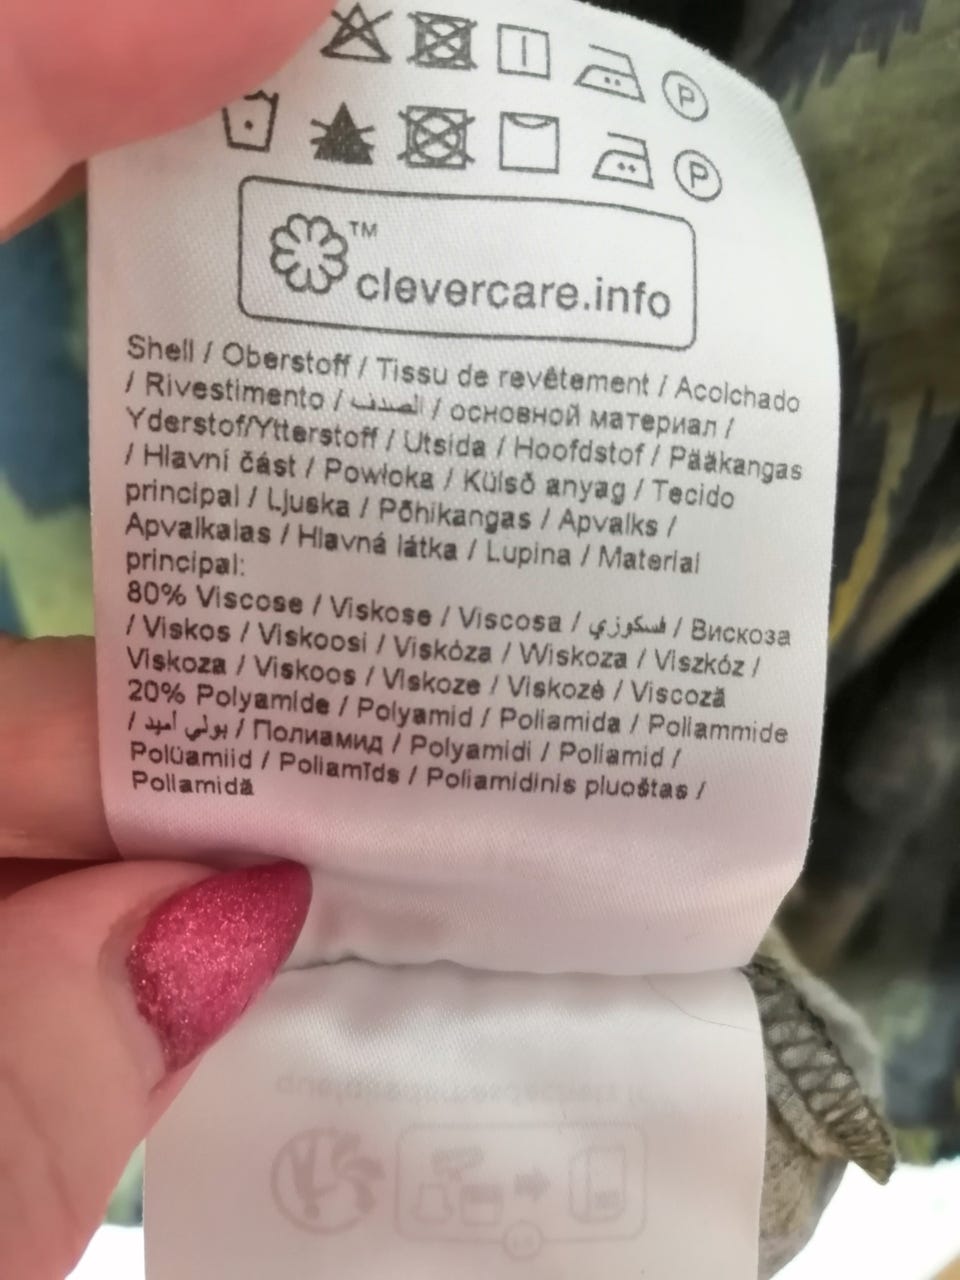 P
P
TM
clevercare.info
Shell / Oberstoff / Tissu de revêtement / Acolchado
/ Rivestimento / الصدف / основной материал /
Yderstof/Ytterstoff / Utsida / Hoofdstof / Pääkangas
/ Hlavní část / Powłoka / Külső anyag / Tecido
principal / Ljuska / Põhikangas / Apvalks /
Apvalkalas / Hlavná látka / Lupina / Material
principal:
80% Viscose / Viskose / Viscosa / فسكوزي / Вискоза
/ Viskos / Viskoosi / Viskóza / Wiskoza / Viszkóz /
Viskoza / Viskoos / Viskoze / Viskozė / Viscoză
20% Polyamide / Polyamid / Poliamida / Poliammide
/ بولي أميد / Полиамид / Polyamidi / Poliamid /
Polüamiid / Poliamīds / Poliamidinis pluoštas /
Poliamidă